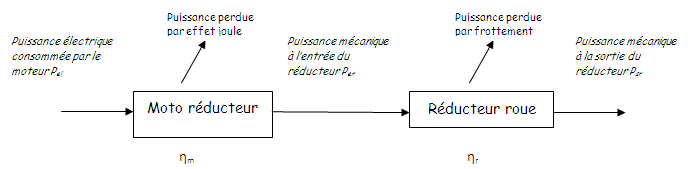 Puissance électrique
consommée par le
moteur Pél
Puissance perdue
par effet joule
Puissance mécanique
à l'entrée du
réducteur Pér
Puissance perdue
par frottement
Puissance mécanique
à la sortie du
réducteur Psr
Moto réducteur
Réducteur roue
ηm
ηr